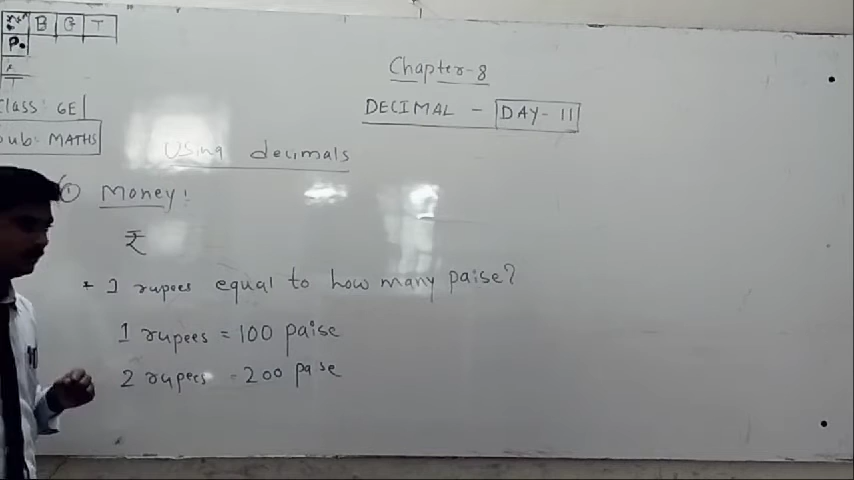 B G T
P.
T
Class: 6E
Sub: MATHS
Chapter-8
DECIMAL - DAY- 11
Using decimals
① Money:
₹
1 rupees equal to how many paise?
1 rupees = 100 paise
2 rupees = 200 paise